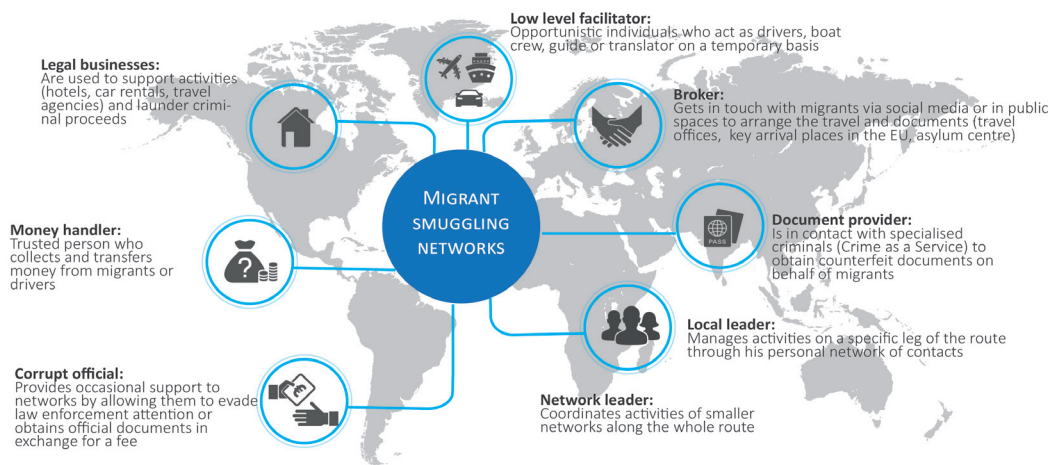 Low level facilitator:
Opportunistic individuals who act as drivers, boat
crew, guide or translator on a temporary basis
Legal businesses:
Are used to support activities
(hotels, car rentals, travel
agencies) and launder crimi-
nal proceeds
Broker:
Gets in touch with migrants via social media or in public
spaces to arrange the travel and documents (travel
offices,  key arrival places in the EU, asylum centre)
MIGRANT
SMUGGLING
NETWORKS
Money handler:
Trusted person who
collects and transfers
money from migrants or
drivers
?
PASS
Document provider:
Is in contact with specialised
criminals (Crime as a Service) to
obtain counterfeit documents on
behalf of migrants
Local leader:
Manages activities on a specific leg of the route
through his personal network of contacts
Corrupt official:
Provides occasional support to
networks by allowing them to evade
law enforcement attention or
obtains official documents in
exchange for a fee
€
Network leader:
Coordinates activities of smaller
networks along the whole route